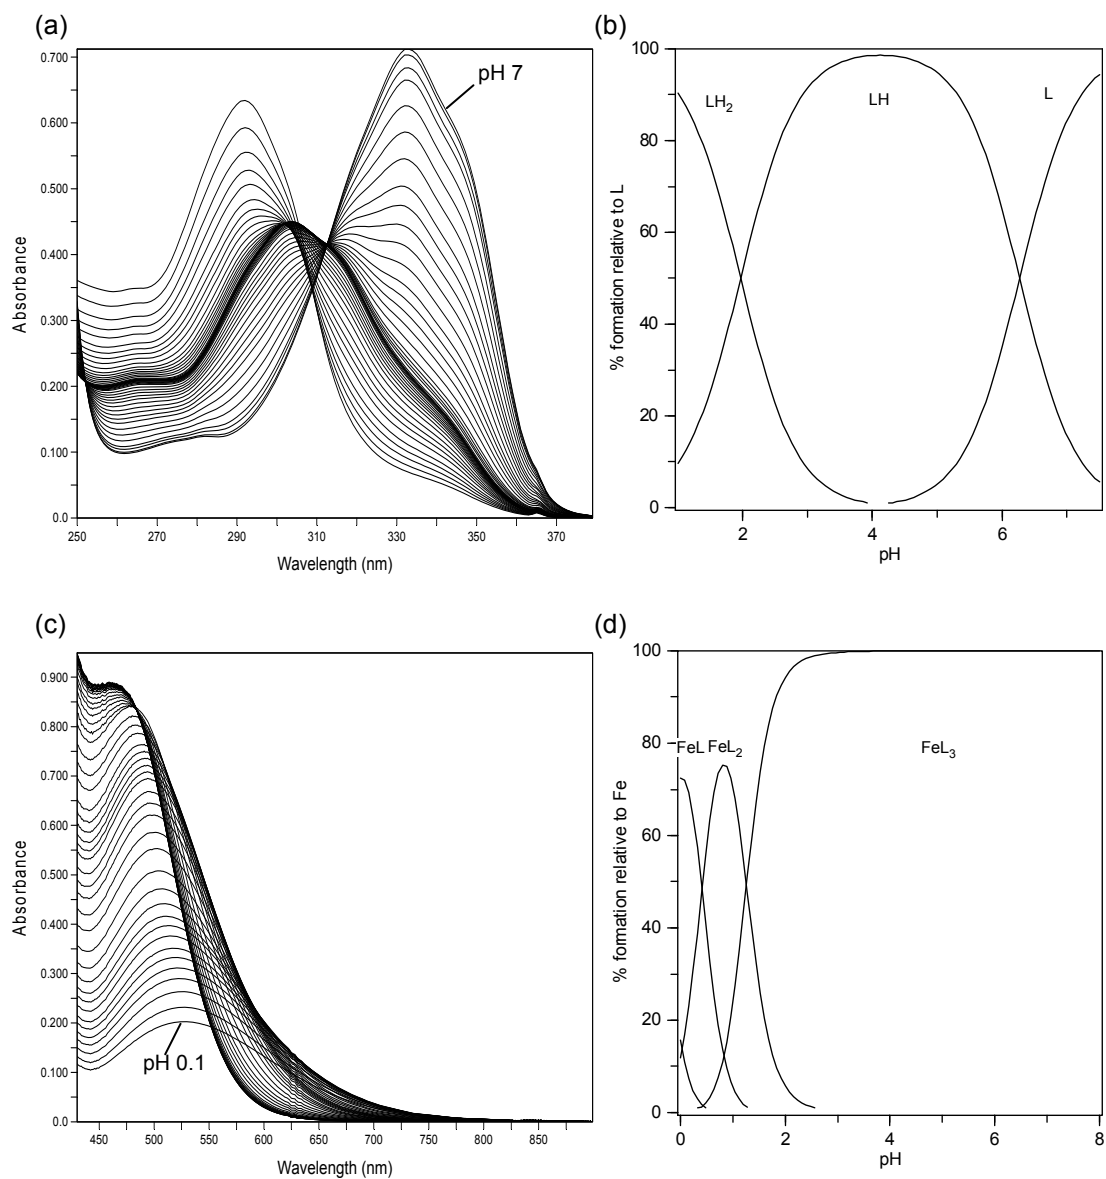 (a)
(b)
0.700
0.600
0.500
0.400
0.300
0.200
0.100
0.0
Absorbance
pH 7
250 270 290 310 330 350 370
Wavelength (nm)
100
80
60
40
20
0
% formation relative to L
LH2
LH
L
2 4 6
pH
(c)
(d)
0.900
0.800
0.700
0.600
0.500
0.400
0.300
0.200
0.100
0.0
Absorbance
pH 0.1
450 500 550 600 650 700 750 800 850
Wavelength (nm)
100
80
60
40
20
0
% formation relative to Fe
FeL FeL2
FeL3
0 2 4 6 8
pH